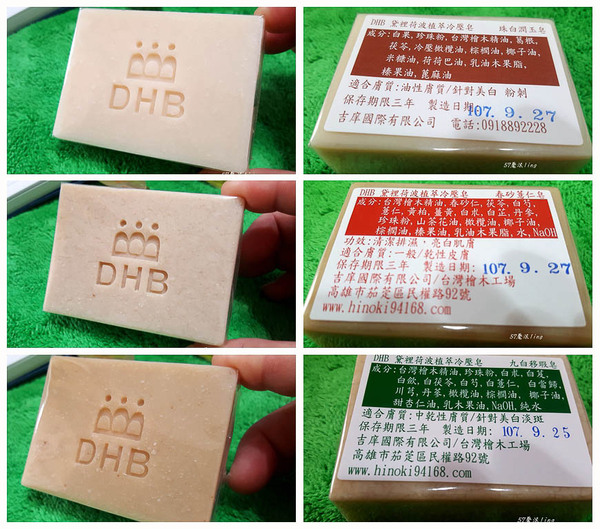 DHB
DHB 黛裡荷波植萃冷壓皂 珠白潤玉皂
成分:白果,珍珠粉,台灣檜木精油,葛根,
茯苓,冷壓橄欖油,棕櫚油,椰子油,
米糠油,荷荷巴油,乳油木果脂,
榛果油,蓖麻油
適合膚質:油性膚質/針對美白 粉刺
保存期限三年 製造日期:107.9.27
吉庠國際有限公司 電話:0918892228
DHB
DHB 黛裡荷波植萃冷壓皂 春砂薏仁皂
成分:台灣檜木精油,春砂仁,茯苓,白芍,
薏仁,黃柏,薑黃,白朮,白芷,丹參,
珍珠粉,山茶花油,橄欖油,椰子油,
棕櫚油,榛果油,乳油木果脂,水,NaOH
功效:清潔排濕、亮白肌膚
適合膚質:一般/乾性皮膚
保存期限三年 製造日期:107.9.27
吉庠國際有限公司/台灣檜木工場
高雄市茄萣區民權路92號
www.hinoki94168.com
DHB
DHB 黛裡荷波植萃冷壓皂 九白移暇皂
成分:台灣檜木精油,珍珠粉,白朮,白芨,
白蘞,白茯苓,白芍,白薏仁,白當歸,
川芎,丹蔘,橄欖油,棕櫚油,椰子油,
甜杏仁油,乳木果油,NaOH,純水
適合膚質:中乾性膚質/針對美白淡斑
保存期限三年 製造日期:107.9.25
吉庠國際有限公司/台灣檜木工場
高雄市茄萣區民權路92號
www.hinoki94168.com